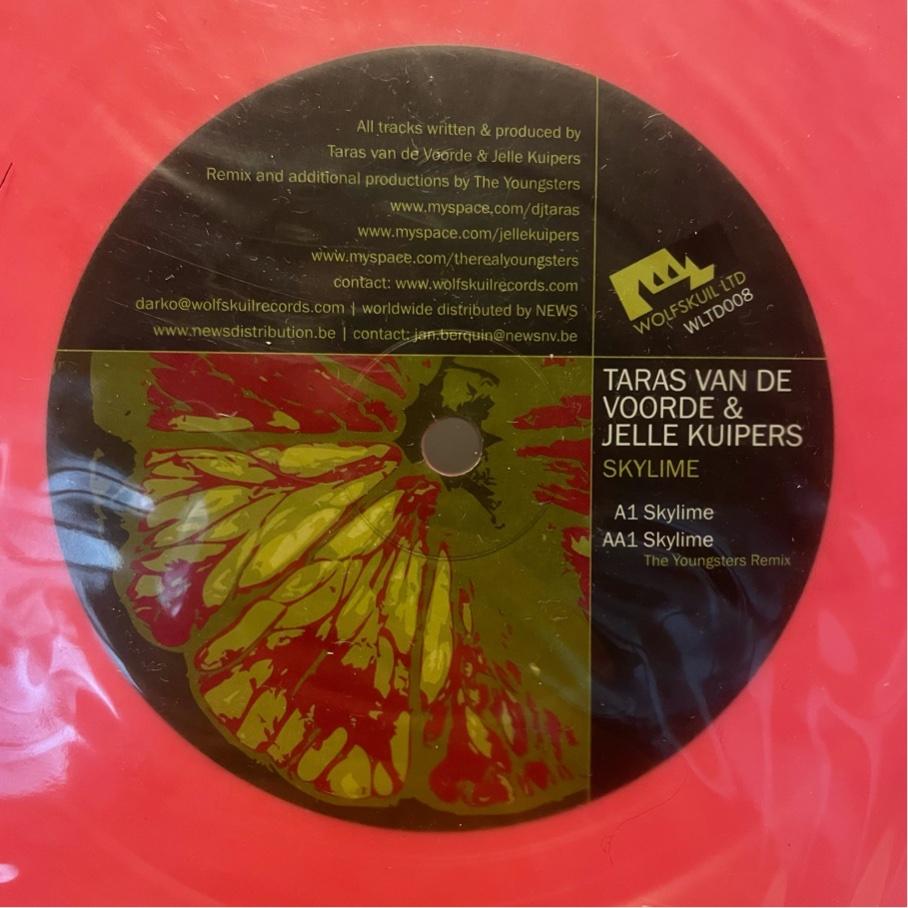 All tracks written & produced by
Taras van de Voorde & Jelle Kuipers
Remix and additional productions by The Youngsters
www.myspace.com/djtaras
www.myspace.com/jellekuipers
www.myspace.com/therealyoungsters
contact: www.wolfskuilrecords.com
darko@wolfskuilrecords.com | worldwide distributed by NEWS
www.newsdistribution.be | contact: jan.berquin@newsnv.be
WOLFSKUIL LTD
WLTD008
TARAS VAN DE
VOORDE &
JELLE KUIPERS
SKYLIME
A1 Skylime
AA1 Skylime
The Youngsters Remix